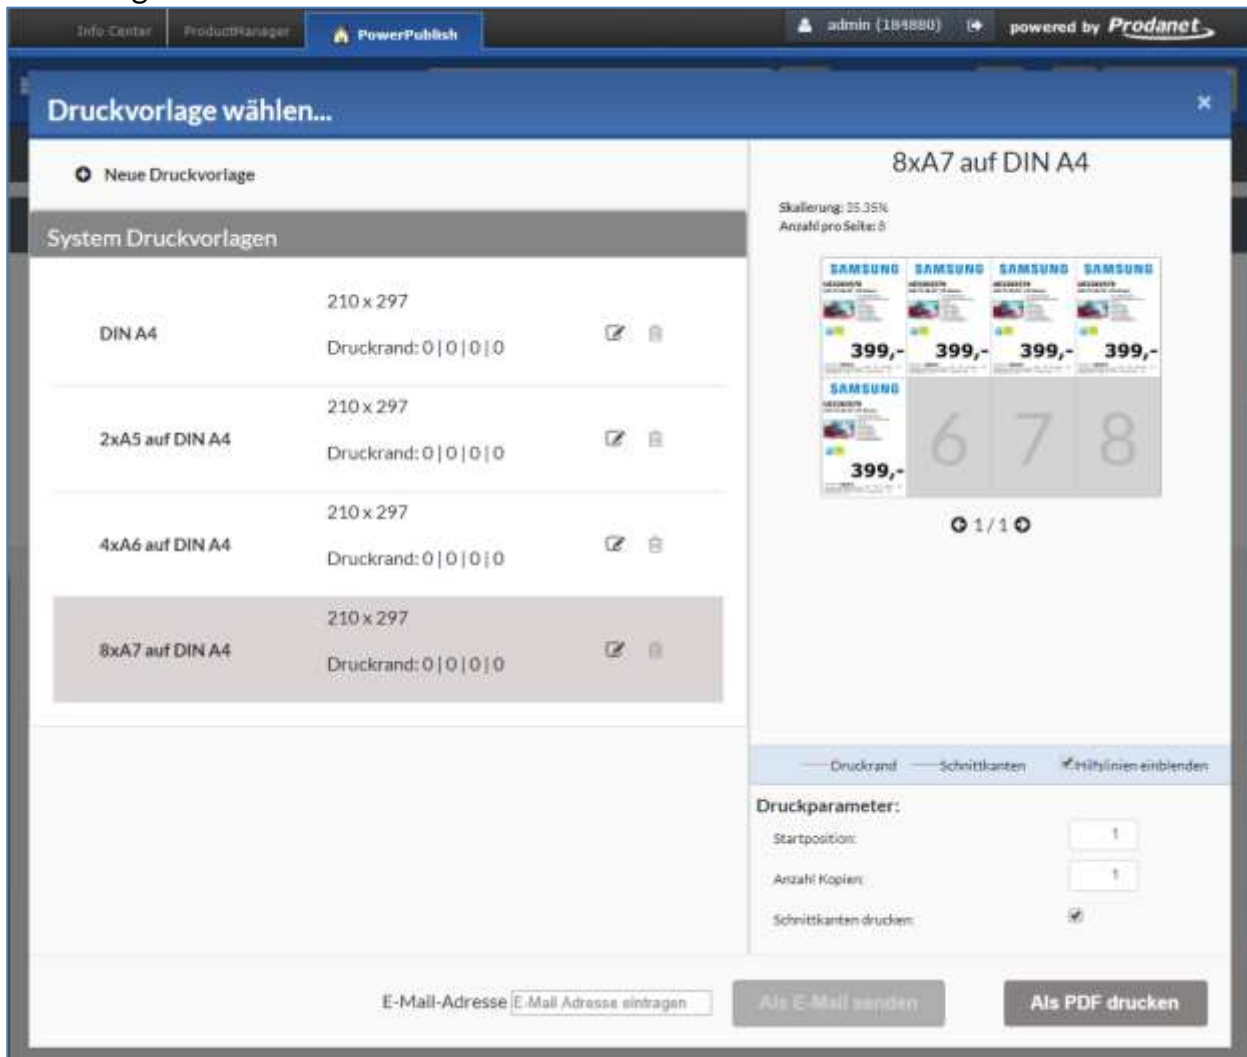 Info-Center ProductManager PowerPublish admin (184880) powered by Prodanet
Druckvorlage wählen... ×
Neue Druckvorlage
System Druckvorlagen
DIN A4
210 x 297
Druckrand: 0 | 0 | 0 | 0
2xA5 auf DIN A4
210 x 297
Druckrand: 0 | 0 | 0 | 0
4xA6 auf DIN A4
210 x 297
Druckrand: 0 | 0 | 0 | 0
8xA7 auf DIN A4
210 x 297
Druckrand: 0 | 0 | 0 | 0
8xA7 auf DIN A4
Skalierung: 35.35%
Anzahl pro Seite: 8
SAMSUNG SAMSUNG SAMSUNG SAMSUNG
399,- 399,- 399,- 399,-
SAMSUNG
399,-
6 7 8
1 / 1
Druckrand Schnittkanten Hilfslinien einblenden
Druckparameter:
Startposition: 1
Anzahl Kopien: 1
Schnittkanten drucken:
E-Mail-Adresse E-Mail Adresse eintragen Als E-Mail senden Als PDF drucken